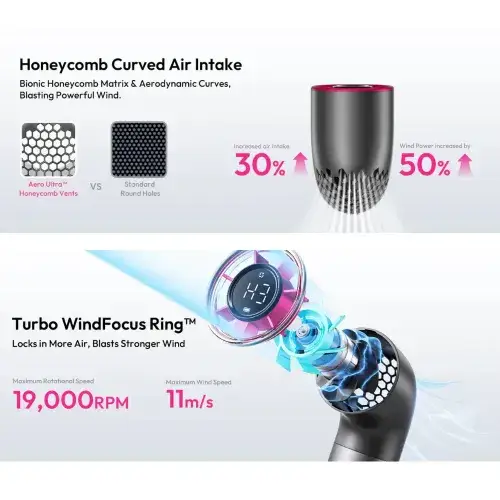 Honeycomb Curved Air Intake
Bionic Honeycomb Matrix & Aerodynamic Curves,
Blasting Powerful Wind.
Aero Ultra™
Honeycomb Vents
VS
Standard
Round Holes
Increased air Intake
30%
Wind Power increased by
50%
H3
Turbo WindFocus Ring™
Locks in More Air, Blasts Stronger Wind
Maximum Rotational Speed
19,000RPM
Maximum Wind Speed
11m/s